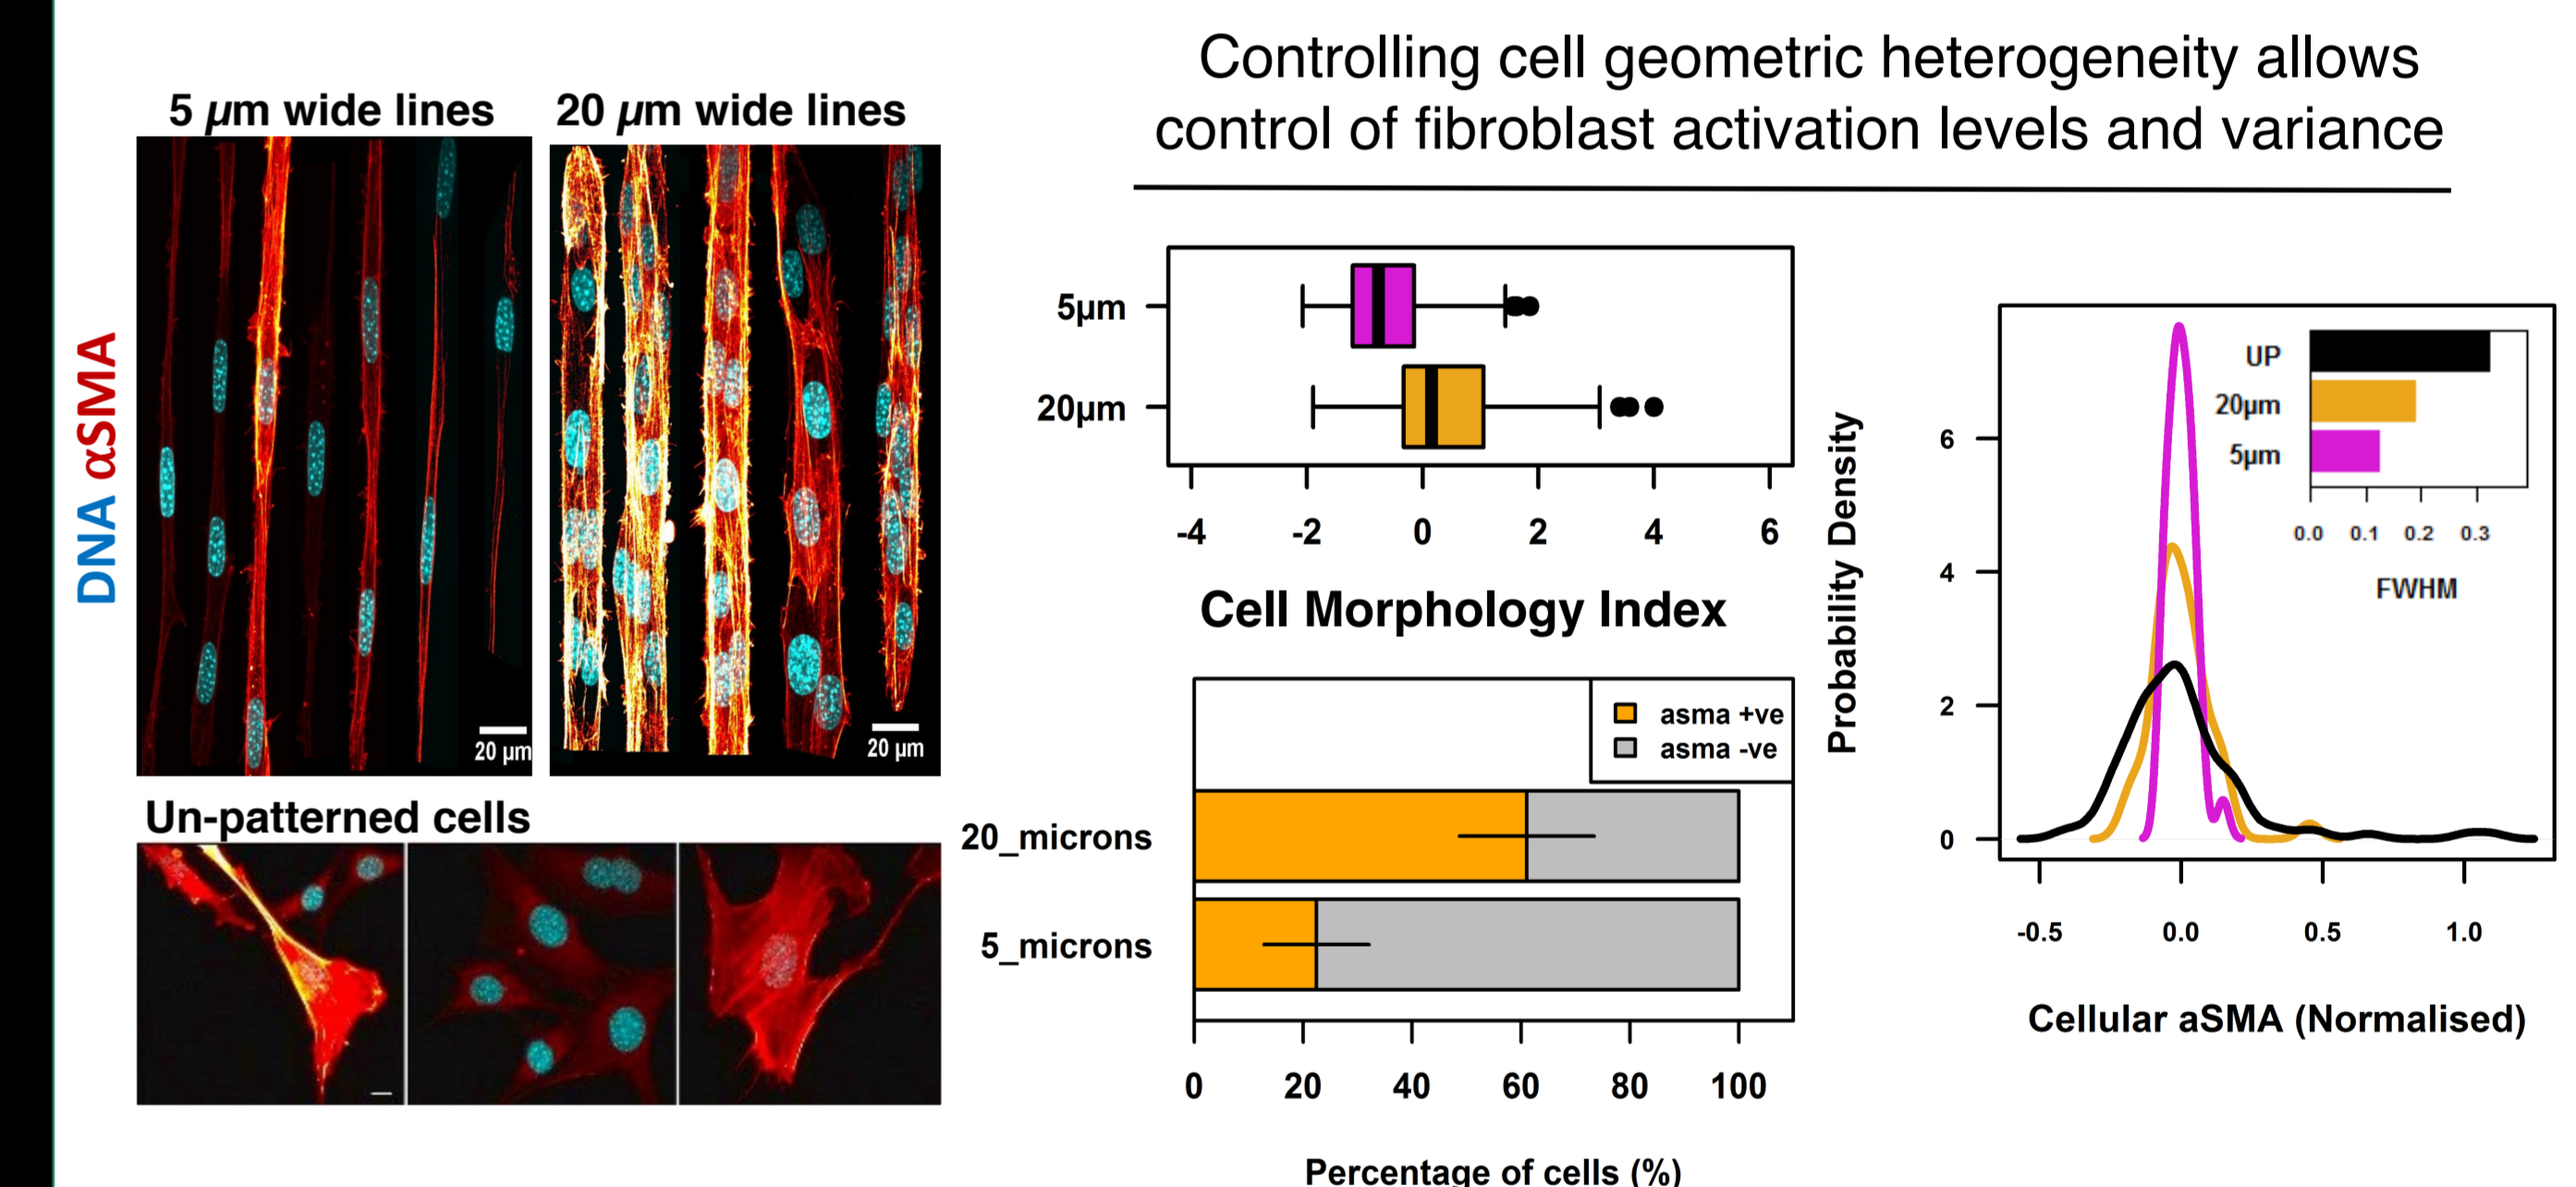 Controlling cell geometric heterogeneity allows
control of fibroblast activation levels and variance
5 µm wide lines
20 µm wide lines
DNA αSMA
20 µm
20 µm
Un-patterned cells
5µm
20µm
-4 -2 0 2 4 6
Cell Morphology Index
asma +ve
asma -ve
20_microns
5_microns
0 20 40 60 80 100
Percentage of cells (%)
Probability Density
6
4
2
0
UP
20µm
5µm
0.0 0.1 0.2 0.3
FWHM
-0.5 0.0 0.5 1.0
Cellular aSMA (Normalised)